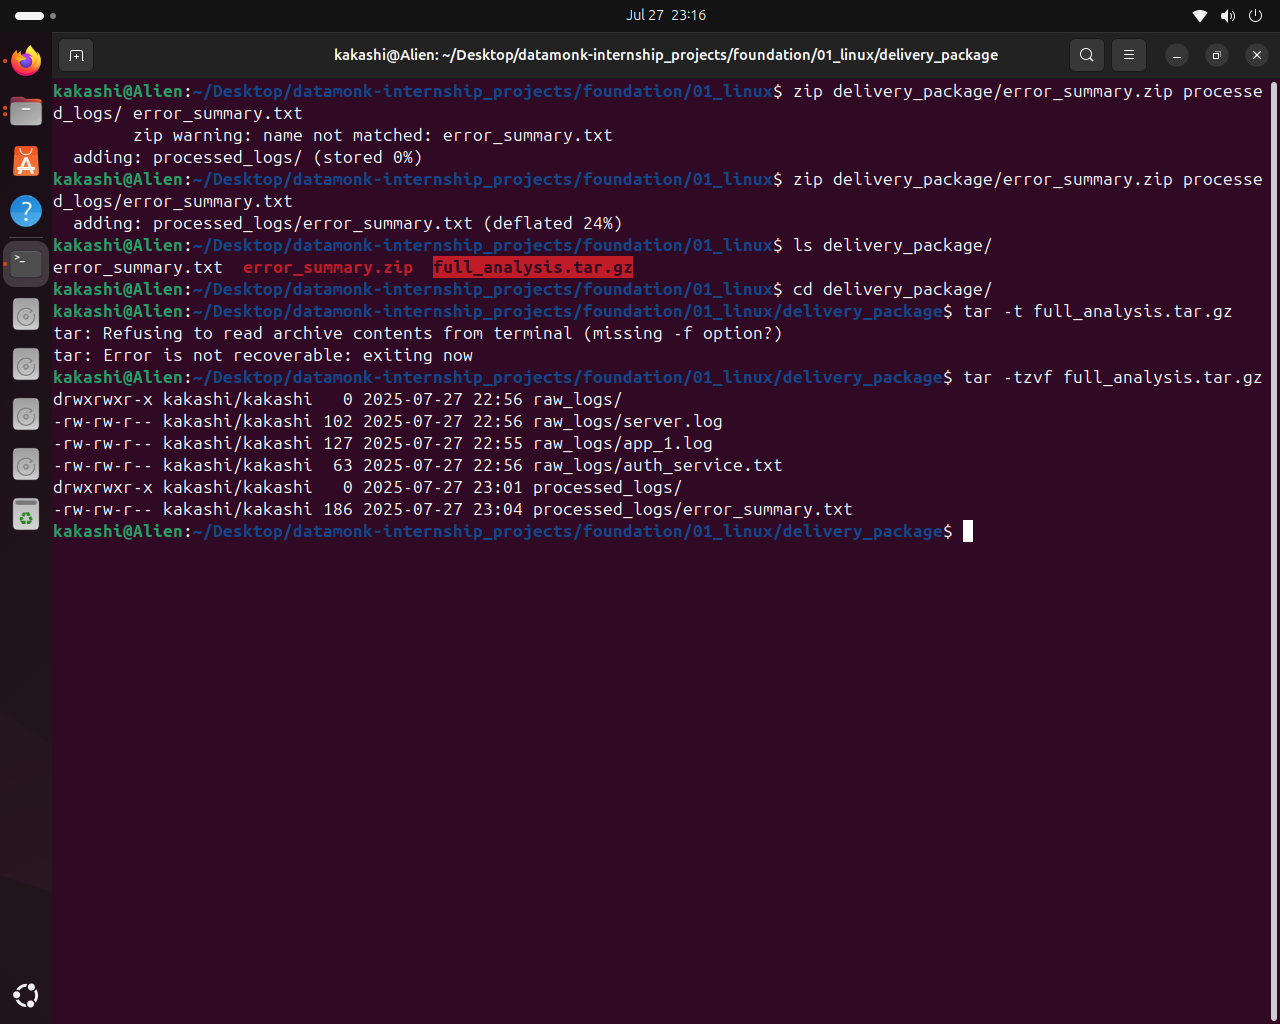 Jul 27 23:16
kakashi@Alien: ~/Desktop/datamonk-internship_projects/foundation/01_linux/delivery_package
kakashi@Alien:~/Desktop/datamonk-internship_projects/foundation/01_linux$ zip delivery_package/error_summary.zip processe
d_logs/ error_summary.txt
zip warning: name not matched: error_summary.txt
adding: processed_logs/ (stored 0%)
kakashi@Alien:~/Desktop/datamonk-internship_projects/foundation/01_linux$ zip delivery_package/error_summary.zip processe
d_logs/error_summary.txt
adding: processed_logs/error_summary.txt (deflated 24%)
kakashi@Alien:~/Desktop/datamonk-internship_projects/foundation/01_linux$ ls delivery_package/
error_summary.txt  error_summary.zip  full_analysis.tar.gz
kakashi@Alien:~/Desktop/datamonk-internship_projects/foundation/01_linux$ cd delivery_package/
kakashi@Alien:~/Desktop/datamonk-internship_projects/foundation/01_linux/delivery_package$ tar -t full_analysis.tar.gz
tar: Refusing to read archive contents from terminal (missing -f option?)
tar: Error is not recoverable: exiting now
kakashi@Alien:~/Desktop/datamonk-internship_projects/foundation/01_linux/delivery_package$ tar -tzvf full_analysis.tar.gz
drwxrwxr-x kakashi/kakashi   0 2025-07-27 22:56 raw_logs/
-rw-rw-r-- kakashi/kakashi 102 2025-07-27 22:56 raw_logs/server.log
-rw-rw-r-- kakashi/kakashi 127 2025-07-27 22:55 raw_logs/app_1.log
-rw-rw-r-- kakashi/kakashi  63 2025-07-27 22:56 raw_logs/auth_service.txt
drwxrwxr-x kakashi/kakashi   0 2025-07-27 23:01 processed_logs/
-rw-rw-r-- kakashi/kakashi 186 2025-07-27 23:04 processed_logs/error_summary.txt
kakashi@Alien:~/Desktop/datamonk-internship_projects/foundation/01_linux/delivery_package$